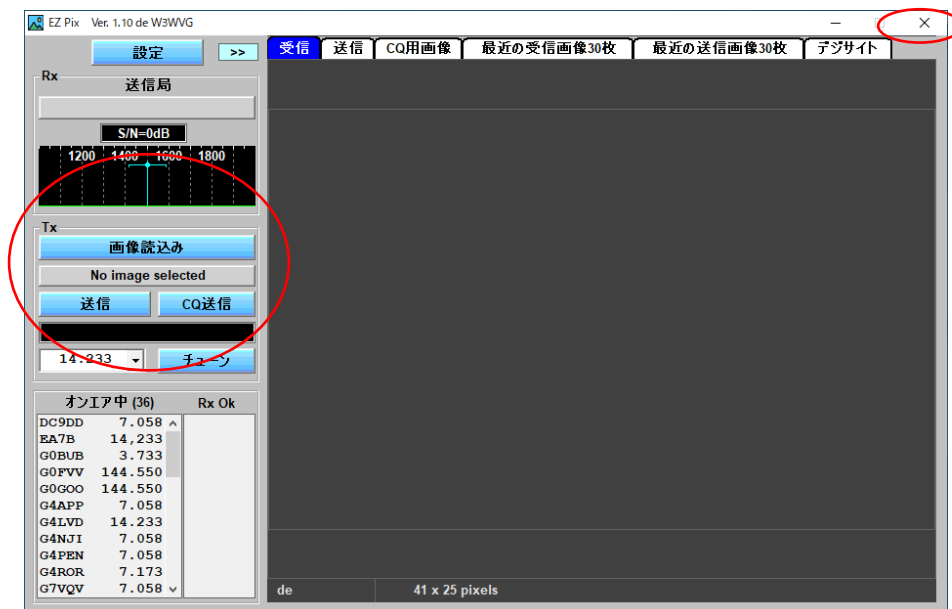 EZ Pix Ver. 1.10 de W3WVG
設定 >>
受信 送信 CQ用画像 最近の受信画像30枚 最近の送信画像30枚 デジサイト
Rx
送信局
S/N=0dB
1200 1400 1600 1800
Tx
画像読込み
No image selected
送信 CQ送信
14.233 チューン
オンエア中 (36) Rx Ok
DC9DD 7.058
EA7B 14,233
G0BUB 3.733
G0FVV 144.550
G0GOO 144.550
G4APP 7.058
G4LVD 14.233
G4NJI 7.058
G4PEN 7.058
G4ROR 7.173
G7VQV 7.058
de 41 x 25 pixels